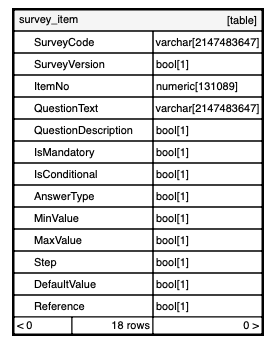 survey_item [table]
SurveyCode varchar[2147483647]
SurveyVersion bool[1]
ItemNo numeric[131089]
QuestionText varchar[2147483647]
QuestionDescription bool[1]
IsMandatory bool[1]
IsConditional bool[1]
AnswerType bool[1]
MinValue bool[1]
MaxValue bool[1]
Step bool[1]
DefaultValue bool[1]
Reference bool[1]
< 0 18 rows 0 >